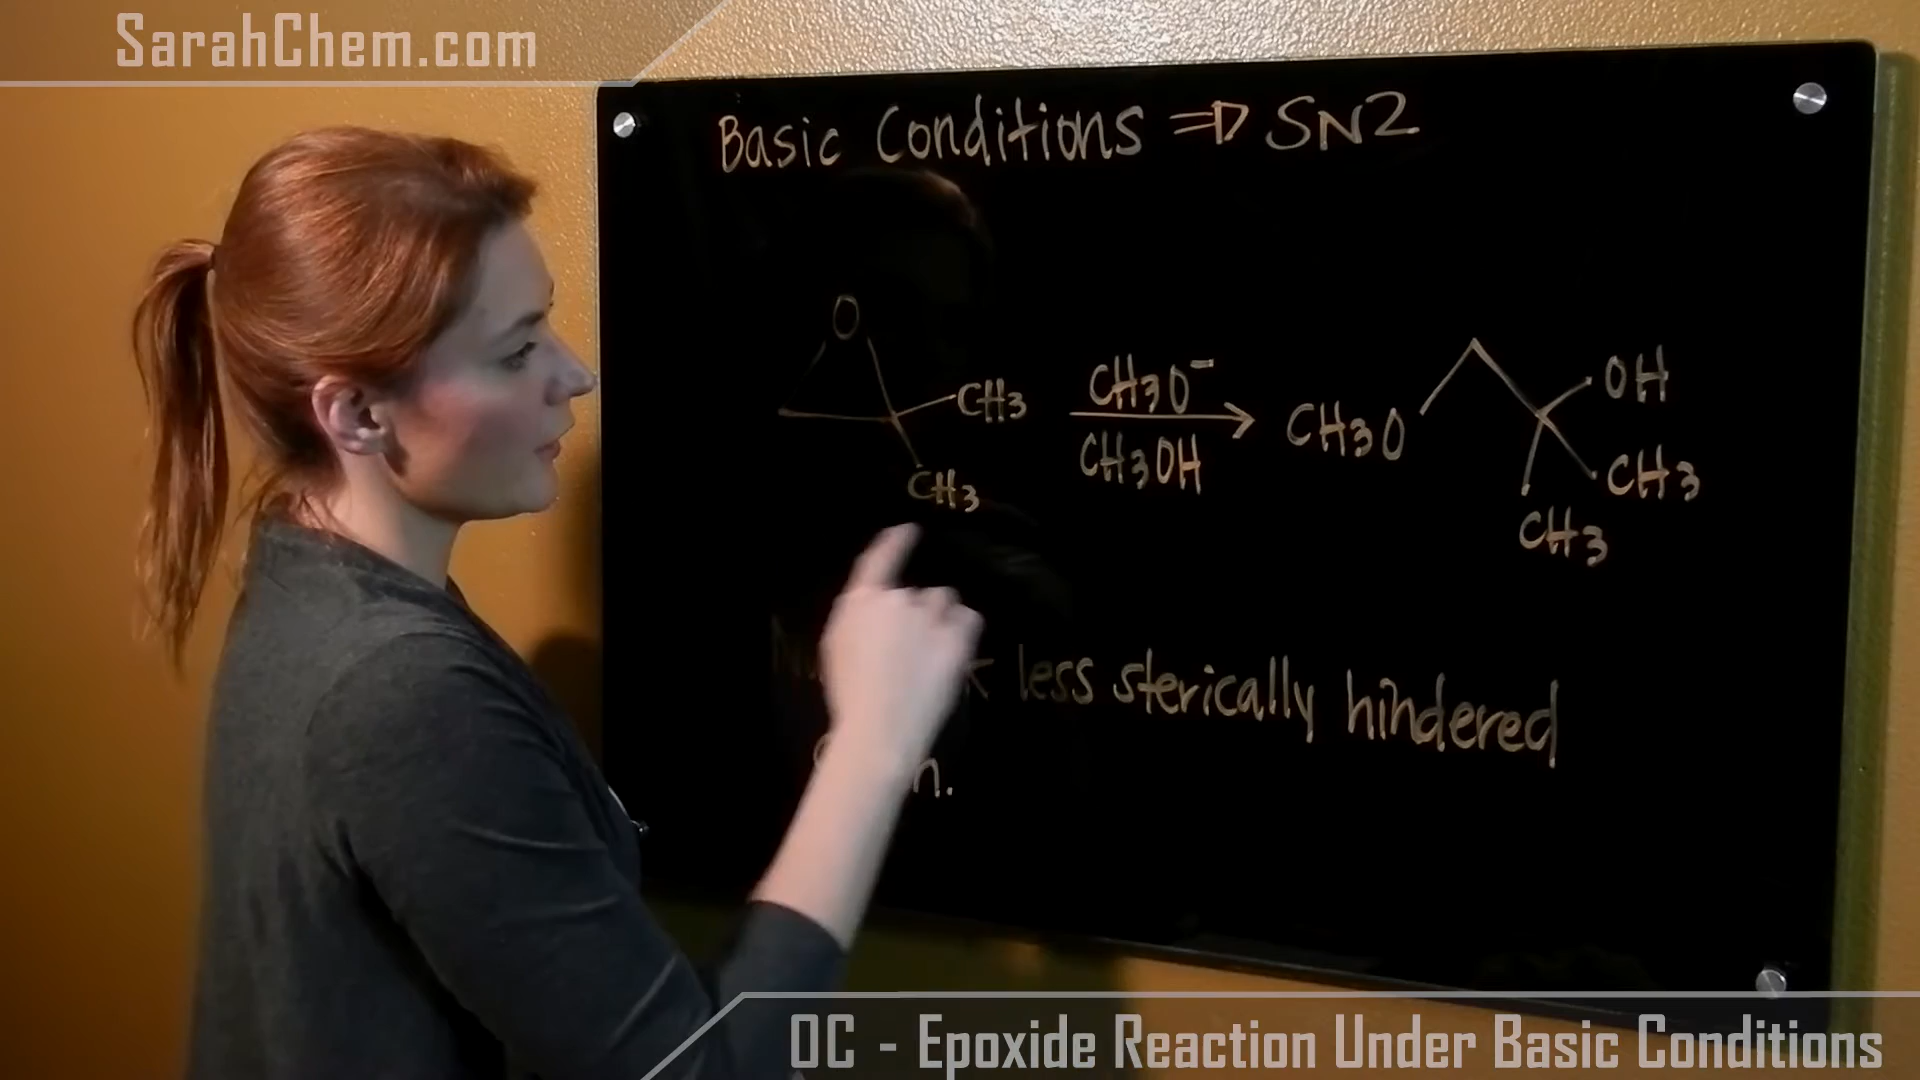 SarahChem.com
Basic Conditions ⇒ SN2
O
CH3
CH3
CH3O⁻
CH3OH
CH3O
OH
CH3
CH3
less sterically hindered
OC - Epoxide Reaction Under Basic Conditions